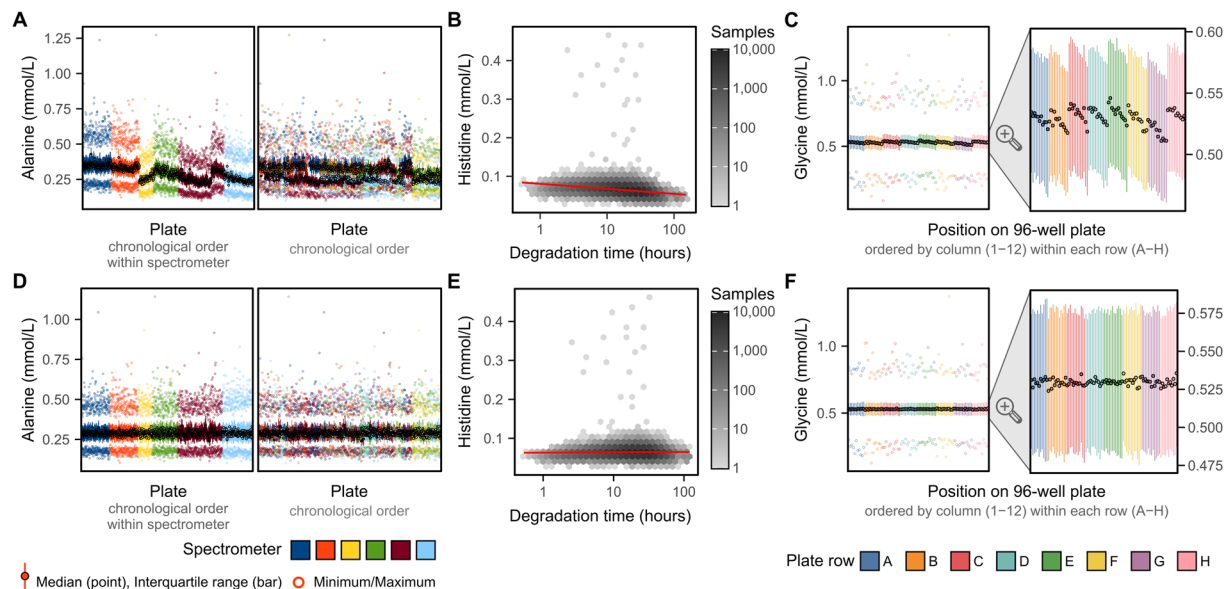 A
Alanine (mmol/L)
1.25
1.00
0.75
0.50
0.25
Plate
chronological order
within spectrometer
Plate
chronological order
B
Histidine (mmol/L)
0.4
0.3
0.2
0.1
1
10
100
Degradation time (hours)
Samples
10,000
1,000
100
10
1
C
Glycine (mmol/L)
1.0
0.5
0.60
0.55
0.50
Position on 96-well plate
ordered by column (1−12) within each row (A−H)
D
Alanine (mmol/L)
1.00
0.75
0.50
0.25
Plate
chronological order
within spectrometer
Plate
chronological order
E
Histidine (mmol/L)
0.4
0.3
0.2
0.1
1
10
100
Degradation time (hours)
Samples
10,000
1,000
100
10
1
F
Glycine (mmol/L)
1.0
0.5
0.575
0.550
0.525
0.500
0.475
Position on 96-well plate
ordered by column (1−12) within each row (A−H)
Spectrometer
Median (point), Interquartile range (bar)
Minimum/Maximum
Plate row A B C D E F G H